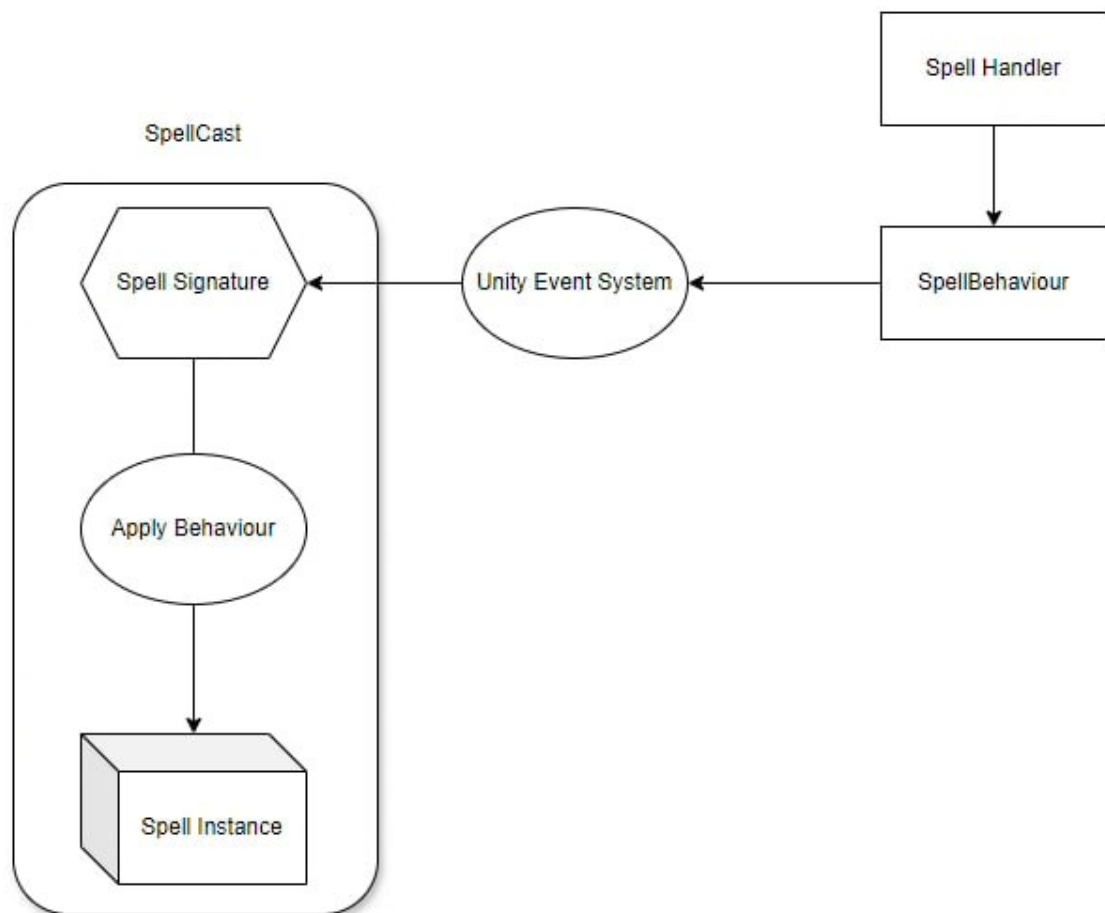 Spell Handler
SpellCast
Spell Signature
Unity Event System
SpellBehaviour
Apply Behaviour
Spell Instance